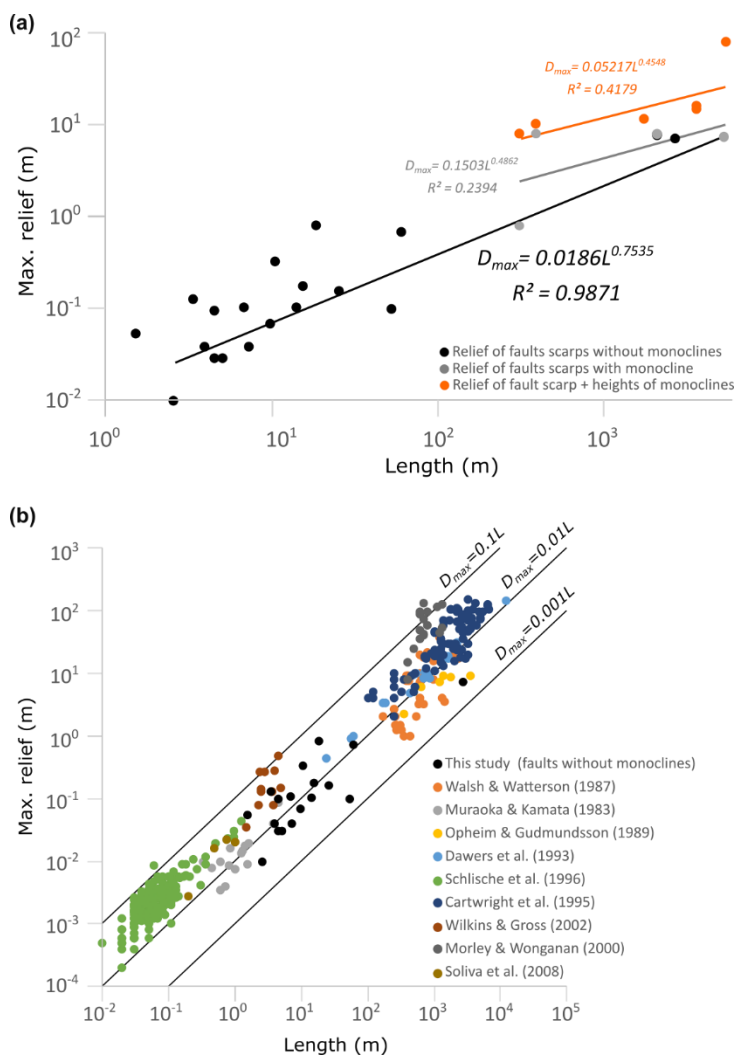 (a)
10²
10¹
10⁰
10⁻¹
10⁻²
Max. relief (m)
Dmax= 0.05217L^0.4548
R² = 0.4179
Dmax= 0.1503L^0.4862
R² = 0.2394
Dmax= 0.0186L^0.7535
R² = 0.9871
Relief of faults scarps without monoclines
Relief of faults scarps with monocline
Relief of fault scarp + heights of monoclines
10⁰ 10¹ 10² 10³
Length (m)
(b)
10³
10²
10¹
10⁰
10⁻¹
10⁻²
10⁻³
10⁻⁴
Max. relief (m)
Dmax=0.1L
Dmax=0.01L
Dmax=0.001L
This study (faults without monoclines)
Walsh & Watterson (1987)
Muraoka & Kamata (1983)
Opheim & Gudmundsson (1989)
Dawers et al. (1993)
Schlische et al. (1996)
Cartwright et al. (1995)
Wilkins & Gross (2002)
Morley & Wonganan (2000)
Soliva et al. (2008)
10⁻² 10⁻¹ 10⁰ 10¹ 10² 10³ 10⁴ 10⁵
Length (m)